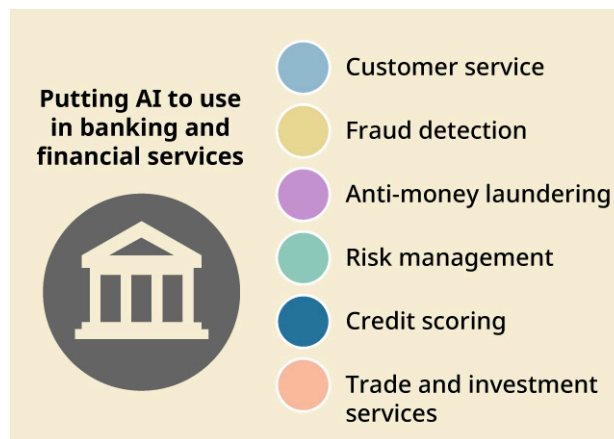 Putting AI to use
in banking and
financial services
Customer service
Fraud detection
Anti-money laundering
Risk management
Credit scoring
Trade and investment
services